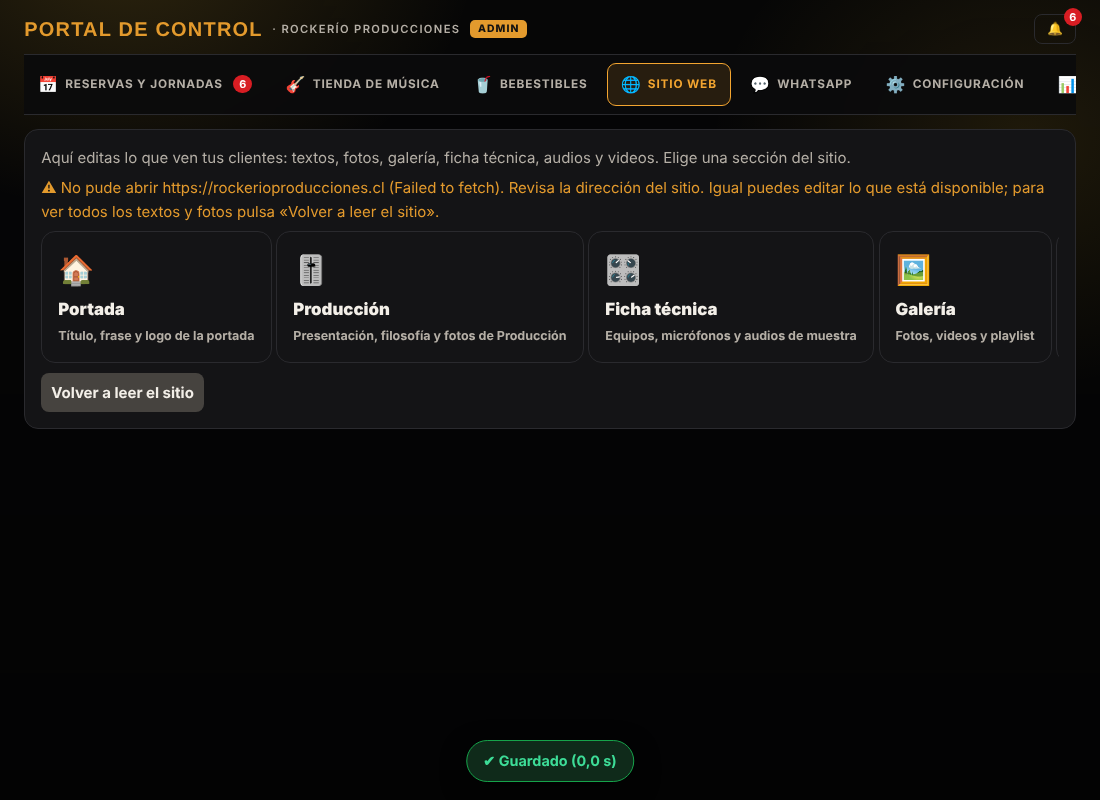 PORTAL DE CONTROL · ROCKERÍO PRODUCCIONES ADMIN 6
RESERVAS Y JORNADAS 6 TIENDA DE MÚSICA BEBESTIBLES SITIO WEB WHATSAPP CONFIGURACIÓN
Aquí editas lo que ven tus clientes: textos, fotos, galería, ficha técnica, audios y videos. Elige una sección del sitio.
⚠ No pude abrir https://rockerioproducciones.cl (Failed to fetch). Revisa la dirección del sitio. Igual puedes editar lo que está disponible; para
ver todos los textos y fotos pulsa «Volver a leer el sitio».
Portada
Título, frase y logo de la portada
Producción
Presentación, filosofía y fotos de Producción
Ficha técnica
Equipos, micrófonos y audios de muestra
Galería
Fotos, videos y playlist
Volver a leer el sitio
✔ Guardado (0,0 s)